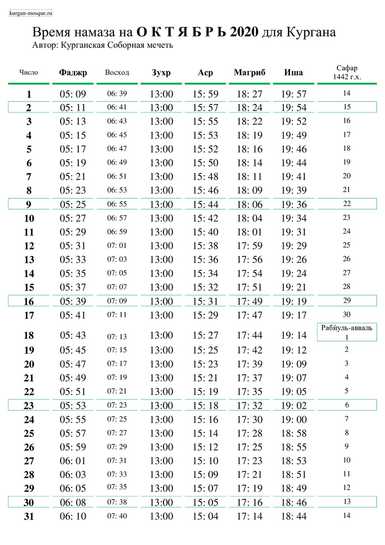 kurgan-mosque.ru
Время намаза на О К Т Я Б Р Ь 2020 для Кургана
Автор: Курганская Соборная мечеть
Число Фаджр Восход Зухр Аср Магриб Иша Сафар 1442 г.х.
1 05: 09 06: 39 13:00 15: 59 18: 27 19: 57 14
2 05: 11 06: 41 13:00 15: 57 18: 24 19: 54 15
3 05: 13 06: 43 13:00 15: 55 18: 22 19: 52 16
4 05: 15 06: 45 13:00 15: 53 18: 19 19: 49 17
5 05: 17 06: 47 13:00 15: 52 18: 16 19: 46 18
6 05: 19 06: 49 13:00 15: 50 18: 14 19: 44 19
7 05: 21 06: 51 13:00 15: 48 18: 11 19: 41 20
8 05: 23 06: 53 13:00 15: 46 18: 09 19: 39 21
9 05: 25 06: 55 13:00 15: 44 18: 06 19: 36 22
10 05: 27 06: 57 13:00 15: 42 18: 04 19: 34 23
11 05: 29 06: 59 13:00 15: 40 18: 01 19: 31 24
12 05: 31 07: 01 13:00 15: 38 17: 59 19: 29 25
13 05: 33 07: 03 13:00 15: 36 17: 56 19: 26 26
14 05: 35 07: 05 13:00 15: 34 17: 54 19: 24 27
15 05: 37 07: 07 13:00 15: 32 17: 51 19: 21 28
16 05: 39 07: 09 13:00 15: 31 17: 49 19: 19 29
17 05: 41 07: 11 13:00 15: 29 17: 47 19: 17 30
18 05: 43 07: 13 13:00 15: 27 17: 44 19: 14 Рабİуль-авваль 1
19 05: 45 07: 15 13:00 15: 25 17: 42 19: 12 2
20 05: 47 07: 17 13:00 15: 23 17: 39 19: 09 3
21 05: 49 07: 19 13:00 15: 21 17: 37 19: 07 4
22 05: 51 07: 21 13:00 15: 19 17: 35 19: 05 5
23 05: 53 07: 23 13:00 15: 18 17: 32 19: 02 6
24 05: 55 07: 25 13:00 15: 16 17: 30 19: 00 7
25 05: 57 07: 27 13:00 15: 14 17: 28 18: 58 8
26 05: 59 07: 29 13:00 15: 12 17: 25 18: 55 9
27 06: 01 07: 31 13:00 15: 10 17: 23 18: 53 10
28 06: 03 07: 33 13:00 15: 09 17: 21 18: 51 11
29 06: 05 07: 35 13:00 15: 07 17: 19 18: 49 12
30 06: 08 07: 38 13:00 15: 05 17: 16 18: 46 13
31 06: 10 07: 40 13:00 15: 04 17: 14 18: 44 14